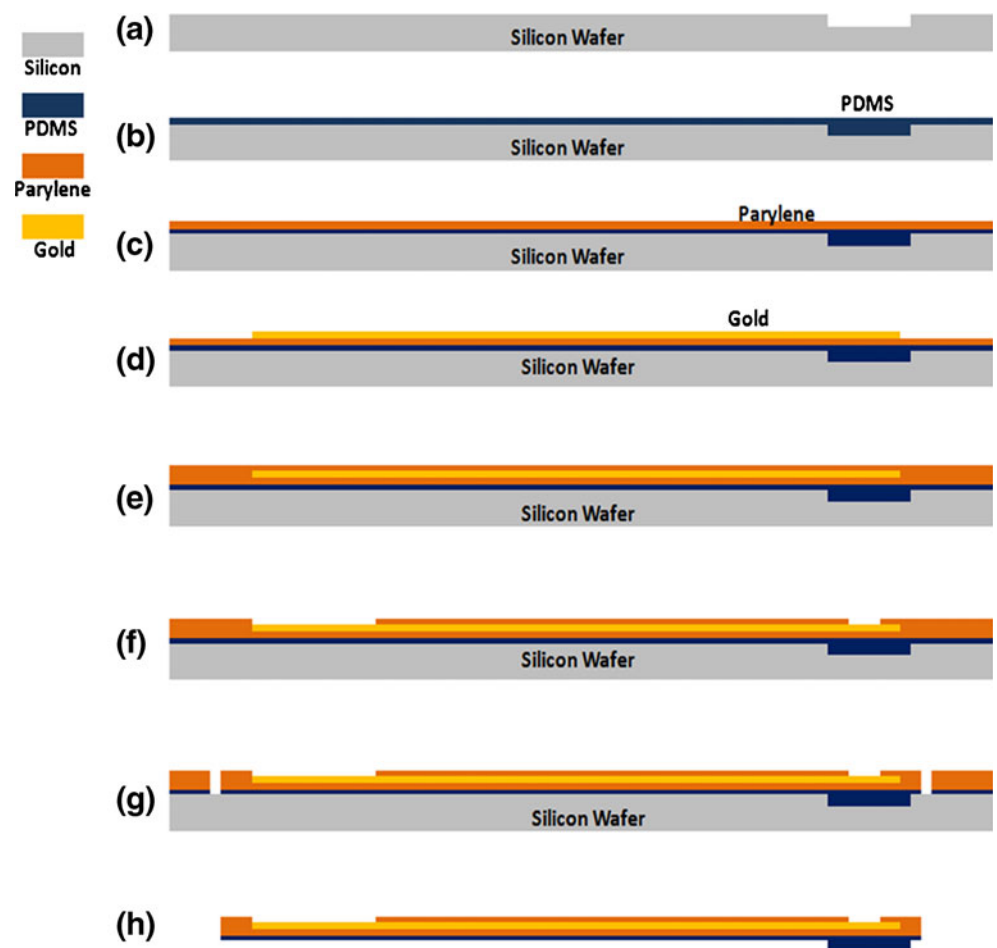 (a)
Silicon Wafer
Silicon
PDMS
Parylene
Gold
PDMS
(b)
Silicon Wafer
Parylene
(c)
Silicon Wafer
Gold
(d)
Silicon Wafer
(e)
Silicon Wafer
(f)
Silicon Wafer
(g)
Silicon Wafer
(h)